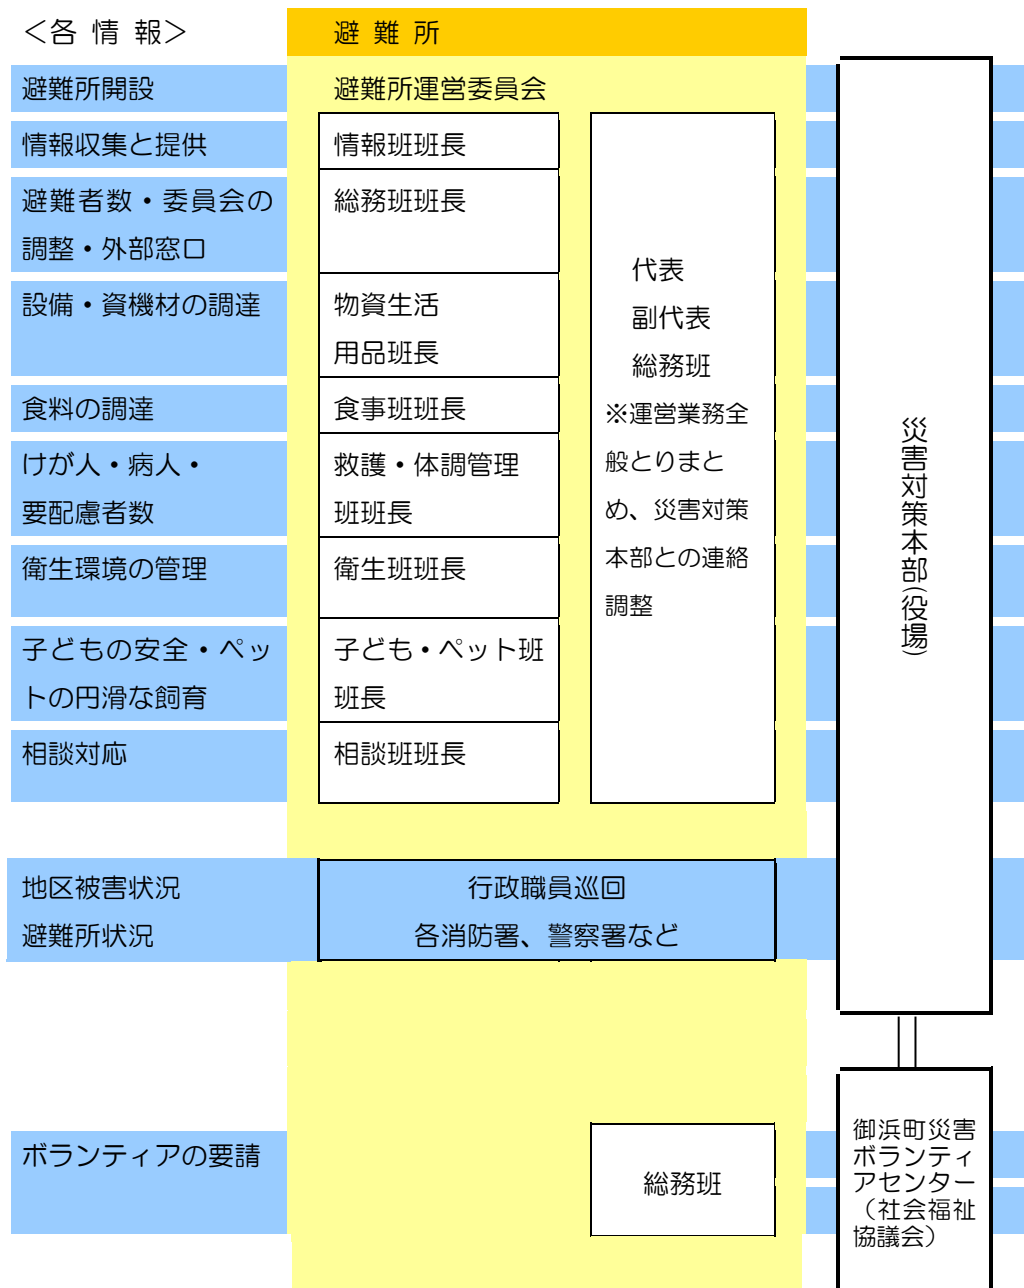 ＜各 情 報＞
避 難 所
避難所開設
避難所運営委員会
情報収集と提供
情報班班長
避難者数・委員会の
調整・外部窓口
総務班班長
設備・資機材の調達
物資生活
用品班長
食料の調達
食事班班長
けが人・病人・
要配慮者数
救護・体調管理
班班長
衛生環境の管理
衛生班班長
子どもの安全・ペッ
トの円滑な飼育
子ども・ペット班
班長
相談対応
相談班班長
代表
副代表
総務班
※運営業務全
般とりまと
め、災害対策
本部との連絡
調整
災害対策本部(役場)
地区被害状況
避難所状況
行政職員巡回
各消防署、警察署など
ボランティアの要請
総務班
御浜町災害
ボランティ
アセンター
（社会福祉
協議会）